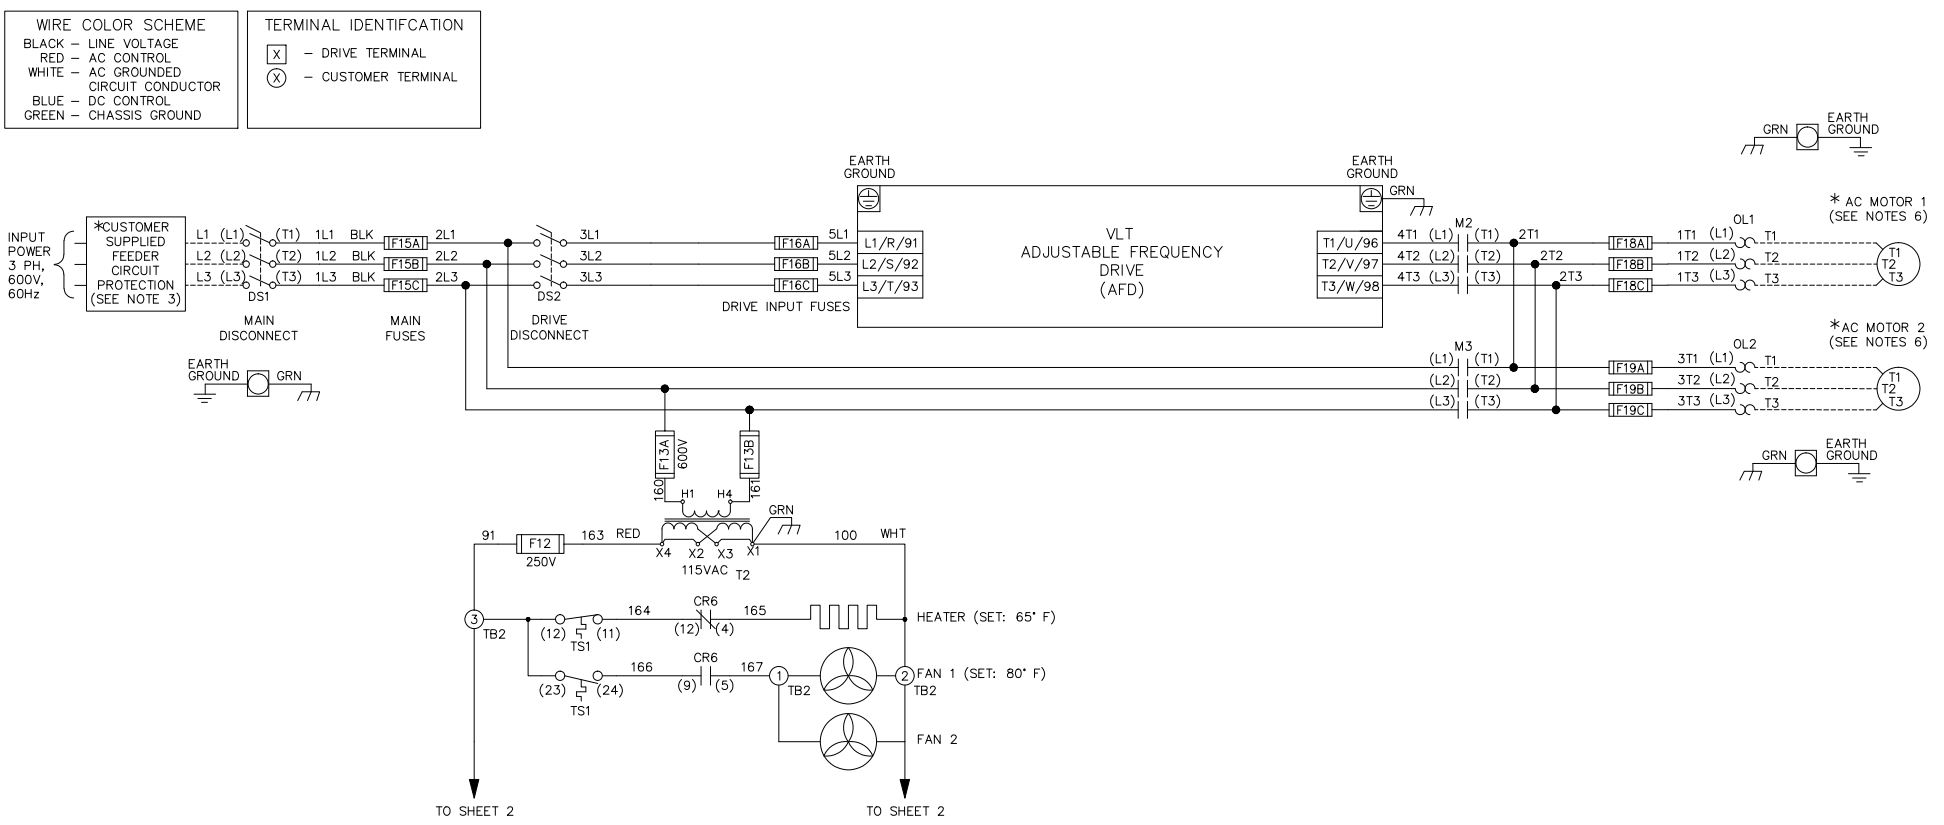 WIRE COLOR SCHEME
BLACK – LINE VOLTAGE
RED – AC CONTROL
WHITE – AC GROUNDED
CIRCUIT CONDUCTOR
BLUE – DC CONTROL
GREEN – CHASSIS GROUND
TERMINAL IDENTIFCATION
X – DRIVE TERMINAL
X – CUSTOMER TERMINAL
INPUT
POWER
3 PH,
600V,
60Hz
*CUSTOMER
SUPPLIED
FEEDER
CIRCUIT
PROTECTION
(SEE NOTE 3)
L1 (L1) (T1) 1L1 BLK F15A 2L1
L2 (L2) (T2) 1L2 BLK F15B 2L2
L3 (L3) (T3) 1L3 BLK F15C 2L3
DS1
MAIN
DISCONNECT
MAIN
FUSES
3L1
3L2
3L3
DS2
DRIVE
DISCONNECT
F16A 5L1
F16B 5L2
F16C 5L3
DRIVE INPUT FUSES
EARTH
GROUND
L1/R/91
L2/S/92
L3/T/93
VLT
ADJUSTABLE FREQUENCY
DRIVE
(AFD)
EARTH
GROUND
GRN
T1/U/96
T2/V/97
T3/W/98
M2
4T1 (L1) (T1) 2T1
4T2 (L2) (T2) 2T2
4T3 (L3) (T3) 2T3
F18A
F18B
F18C
OL1
1T1 (L1) T1
1T2 (L2) T2
1T3 (L3) T3
GRN
EARTH
GROUND
* AC MOTOR 1
(SEE NOTES 6)
T1
T2
T3
M3
(L1) (T1)
(L2) (T2)
(L3) (T3)
F19A
F19B
F19C
OL2
3T1 (L1) T1
3T2 (L2) T2
3T3 (L3) T3
*AC MOTOR 2
(SEE NOTES 6)
T1
T2
T3
GRN
EARTH
GROUND
EARTH
GROUND
GRN
F13A
600V
F13B
160
161
H1 H4
GRN
91 F12 163 RED
250V
X4 X2 X3 X1
115VAC T2
100 WHT
3
TB2
(12) (11)
TS1
164
CR6
(12) (4)
165
HEATER (SET: 65° F)
(23) (24)
TS1
166
CR6
(9) (5)
167
1
TB2
2
TB2
FAN 1 (SET: 80° F)
FAN 2
TO SHEET 2
TO SHEET 2